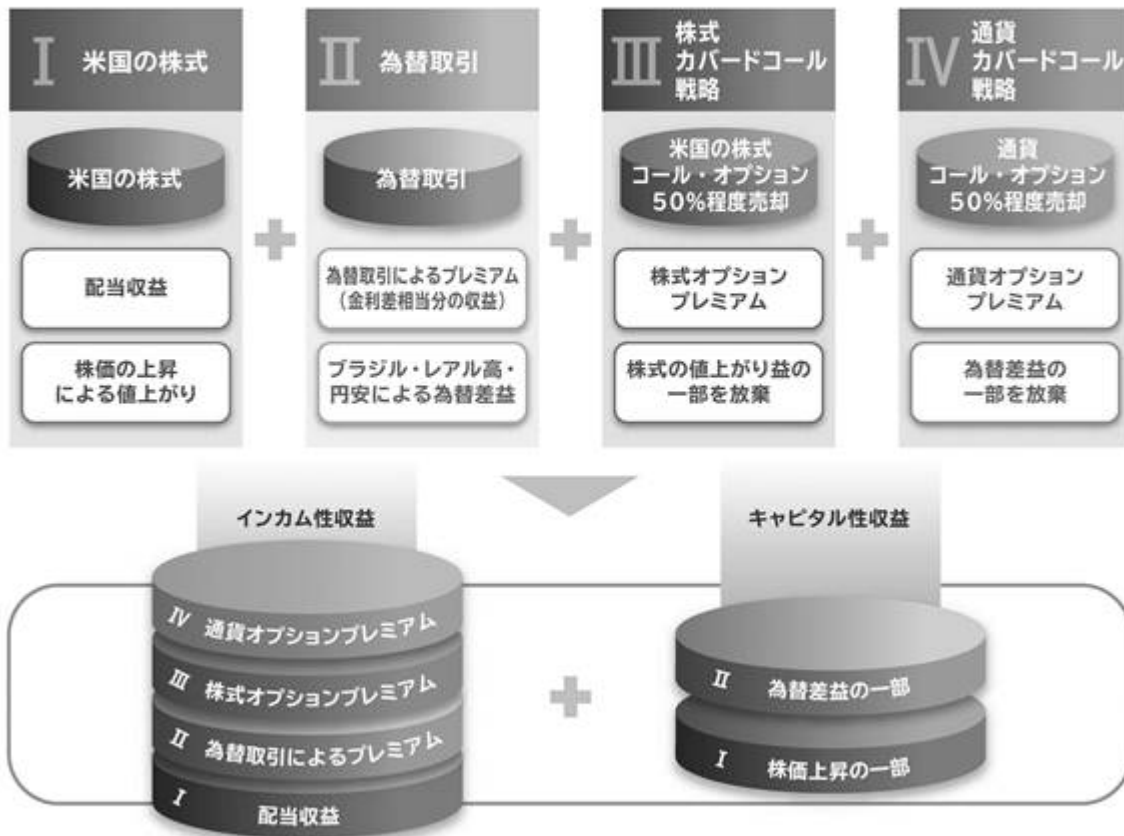 I 米国の株式
米国の株式
配当収益
株価の上昇
による値上がり
II 為替取引
為替取引
為替取引によるプレミアム
(金利差相当分の収益)
ブラジル・レアル高・
円安による為替差益
III 株式
カバードコール
戦略
米国の株式
コール・オプション
50%程度売却
株式オプション
プレミアム
株式の値上がり益の
一部を放棄
IV 通貨
カバードコール
戦略
通貨
コール・オプション
50%程度売却
通貨オプション
プレミアム
為替差益の
一部を放棄
インカム性収益
IV 通貨オプションプレミアム
III 株式オプションプレミアム
II 為替取引によるプレミアム
I 配当収益
キャピタル性収益
II 為替差益の一部
I 株価上昇の一部